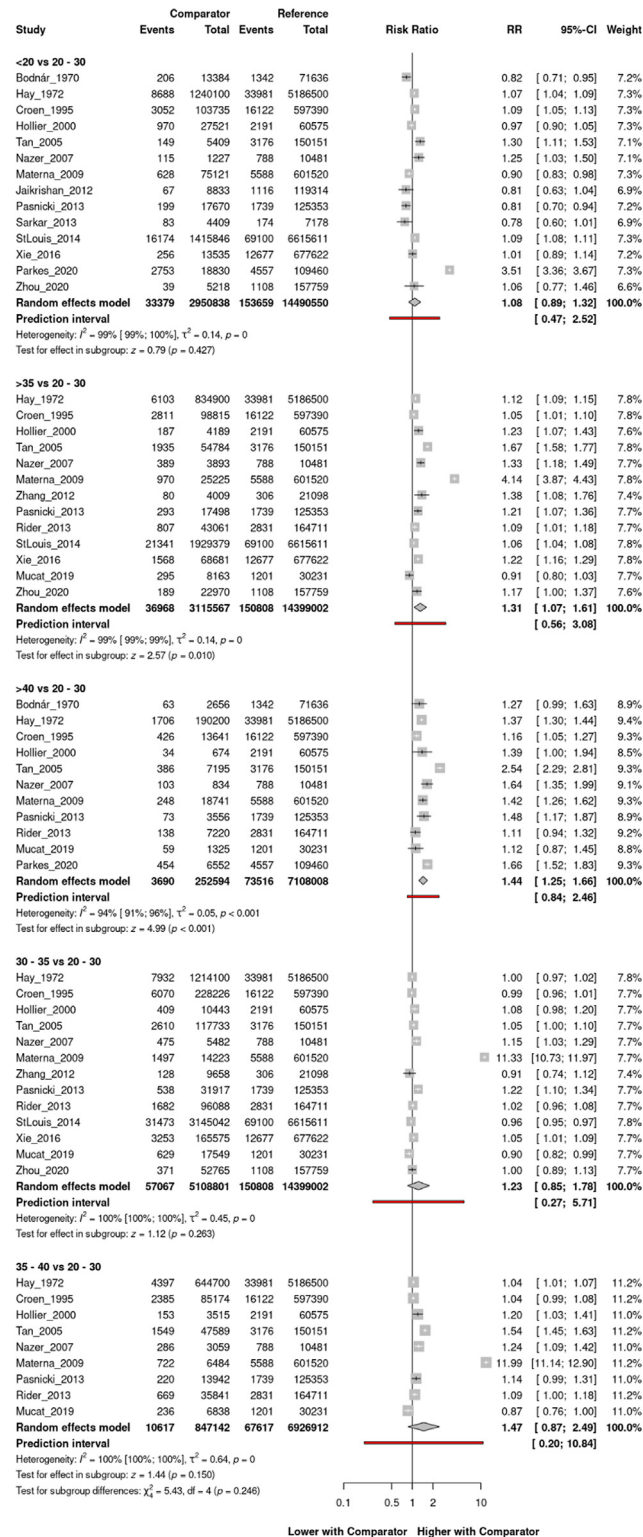 Comparator Reference
Study Events Total Events Total Risk Ratio RR 95%-CI Weight
<20 vs 20 - 30
Bodnár_1970 206 13384 1342 71636 0.82 [ 0.71; 0.95] 7.2%
Hay_1972 8688 1240100 33981 5186500 1.07 [ 1.04; 1.09] 7.3%
Croen_1995 3052 103735 16122 597390 1.09 [ 1.05; 1.13] 7.3%
Hollier_2000 970 27521 2191 60575 0.97 [ 0.90; 1.05] 7.3%
Tan_2005 149 5409 3176 150151 1.30 [ 1.11; 1.53] 7.1%
Nazer_2007 115 1227 788 10481 1.25 [ 1.03; 1.50] 7.1%
Materna_2009 628 75121 5588 601520 0.90 [ 0.83; 0.98] 7.3%
Jaikrishan_2012 67 8833 1116 119314 0.81 [ 0.63; 1.04] 7.0%
Pasnicki_2013 199 17670 1739 125353 0.81 [ 0.70; 0.94] 7.2%
Sarkar_2013 83 4409 174 7178 0.78 [ 0.60; 1.01] 6.9%
StLouis_2014 16174 1415846 69100 6615611 1.09 [ 1.08; 1.11] 7.3%
Xie_2016 256 13535 12677 677622 1.01 [ 0.89; 1.14] 7.2%
Parkes_2020 2753 18830 4557 109460 3.51 [ 3.36; 3.67] 7.3%
Zhou_2020 39 5218 1108 157759 1.06 [ 0.77; 1.46] 6.6%
Random effects model 33379 2950838 153659 14490550 1.08 [ 0.89; 1.32] 100.0%
Prediction interval [ 0.47; 2.52]
Heterogeneity: I² = 99% [ 99%; 100%], τ² = 0.14, p = 0
Test for effect in subgroup: z = 0.79 (p = 0.427)
>35 vs 20 - 30
Hay_1972 6103 834900 33981 5186500 1.12 [ 1.09; 1.15] 7.8%
Croen_1995 2811 98815 16122 597390 1.05 [ 1.01; 1.10] 7.8%
Hollier_2000 187 4189 2191 60575 1.23 [ 1.07; 1.43] 7.6%
Tan_2005 1935 54784 3176 150151 1.67 [ 1.58; 1.77] 7.8%
Nazer_2007 389 3893 788 10481 1.33 [ 1.18; 1.49] 7.7%
Materna_2009 970 25225 5588 601520 4.14 [ 3.87; 4.43] 7.8%
Zhang_2012 80 4009 306 21098 1.38 [ 1.08; 1.76] 7.2%
Pasnicki_2013 293 17498 1739 125353 1.21 [ 1.07; 1.36] 7.7%
Rider_2013 807 43061 2831 164711 1.09 [ 1.01; 1.18] 7.8%
StLouis_2014 21341 1929379 69100 6615611 1.06 [ 1.04; 1.08] 7.8%
Xie_2016 1568 68681 12677 677622 1.22 [ 1.16; 1.29] 7.8%
Mucat_2019 295 8163 1201 30231 0.91 [ 0.80; 1.03] 7.7%
Zhou_2020 189 22970 1108 157759 1.17 [ 1.00; 1.37] 7.6%
Random effects model 36968 3115567 150808 14399002 1.31 [ 1.07; 1.61] 100.0%
Prediction interval [ 0.56; 3.08]
Heterogeneity: I² = 99% [ 99%; 99%], τ² = 0.14, p = 0
Test for effect in subgroup: z = 2.57 (p = 0.010)
>40 vs 20 - 30
Bodnár_1970 63 2656 1342 71636 1.27 [ 0.99; 1.63] 8.9%
Hay_1972 1706 190200 33981 5186500 1.37 [ 1.30; 1.44] 9.4%
Croen_1995 426 13641 16122 597390 1.16 [ 1.05; 1.27] 9.3%
Hollier_2000 34 674 2191 60575 1.39 [ 1.00; 1.94] 8.5%
Tan_2005 386 7195 3176 150151 2.54 [ 2.29; 2.81] 9.3%
Nazer_2007 103 834 788 10481 1.64 [ 1.35; 1.99] 9.1%
Materna_2009 248 18741 5588 601520 1.42 [ 1.26; 1.62] 9.3%
Pasnicki_2013 73 3556 1739 125353 1.48 [ 1.17; 1.87] 9.0%
Rider_2013 138 7220 2831 164711 1.11 [ 0.94; 1.32] 9.2%
Mucat_2019 59 1325 1201 30231 1.12 [ 0.87; 1.45] 8.8%
Parkes_2020 454 6552 4557 109460 1.66 [ 1.52; 1.83] 9.3%
Random effects model 3690 252594 73516 7108008 1.44 [ 1.25; 1.66] 100.0%
Prediction interval [ 0.84; 2.46]
Heterogeneity: I² = 94% [ 91%; 96%], τ² = 0.05, p < 0.001
Test for effect in subgroup: z = 4.99 (p < 0.001)
30 - 35 vs 20 - 30
Hay_1972 7932 1214100 33981 5186500 1.00 [ 0.97; 1.02] 7.8%
Croen_1995 6070 228226 16122 597390 0.99 [ 0.96; 1.01] 7.7%
Hollier_2000 409 10443 2191 60575 1.08 [ 0.98; 1.20] 7.7%
Tan_2005 2610 117733 3176 150151 1.05 [ 1.00; 1.10] 7.7%
Nazer_2007 475 5482 788 10481 1.15 [ 1.03; 1.29] 7.7%
Materna_2009 1497 14223 5588 601520 11.33 [10.73; 11.97] 7.7%
Zhang_2012 128 9658 306 21098 0.91 [ 0.74; 1.12] 7.4%
Pasnicki_2013 538 31917 1739 125353 1.22 [ 1.10; 1.34] 7.7%
Rider_2013 1682 96088 2831 164711 1.02 [ 0.96; 1.08] 7.7%
StLouis_2014 31473 3145042 69100 6615611 0.96 [ 0.95; 0.97] 7.8%
Xie_2016 3253 165575 12677 677622 1.05 [ 1.01; 1.09] 7.7%
Mucat_2019 629 17549 1201 30231 0.90 [ 0.82; 0.99] 7.7%
Zhou_2020 371 52765 1108 157759 1.00 [ 0.89; 1.13] 7.7%
Random effects model 57067 5108801 150808 14399002 1.23 [ 0.85; 1.78] 100.0%
Prediction interval [ 0.27; 5.71]
Heterogeneity: I² = 100% [100%; 100%], τ² = 0.45, p = 0
Test for effect in subgroup: z = 1.12 (p = 0.263)
35 - 40 vs 20 - 30
Hay_1972 4397 644700 33981 5186500 1.04 [ 1.01; 1.07] 11.2%
Croen_1995 2385 85174 16122 597390 1.04 [ 0.99; 1.08] 11.2%
Hollier_2000 153 3515 2191 60575 1.20 [ 1.03; 1.41] 11.0%
Tan_2005 1549 47589 3176 150151 1.54 [ 1.45; 1.63] 11.2%
Nazer_2007 286 3059 788 10481 1.24 [ 1.09; 1.42] 11.1%
Materna_2009 722 6484 5588 601520 11.99 [11.14; 12.90] 11.2%
Pasnicki_2013 220 13942 1739 125353 1.14 [ 0.99; 1.31] 11.1%
Rider_2013 669 35841 2831 164711 1.09 [ 1.00; 1.18] 11.2%
Mucat_2019 236 6838 1201 30231 0.87 [ 0.76; 1.00] 11.1%
Random effects model 10617 847142 67617 6926912 1.47 [ 0.87; 2.49] 100.0%
Prediction interval [ 0.20; 10.84]
Heterogeneity: I² = 100% [100%; 100%], τ² = 0.64, p = 0
Test for effect in subgroup: z = 1.44 (p = 0.150)
Test for subgroup differences: χ²₄ = 5.43, df = 4 (p = 0.246)
0.1 0.5 1 2 10
Lower with Comparator Higher with Comparator